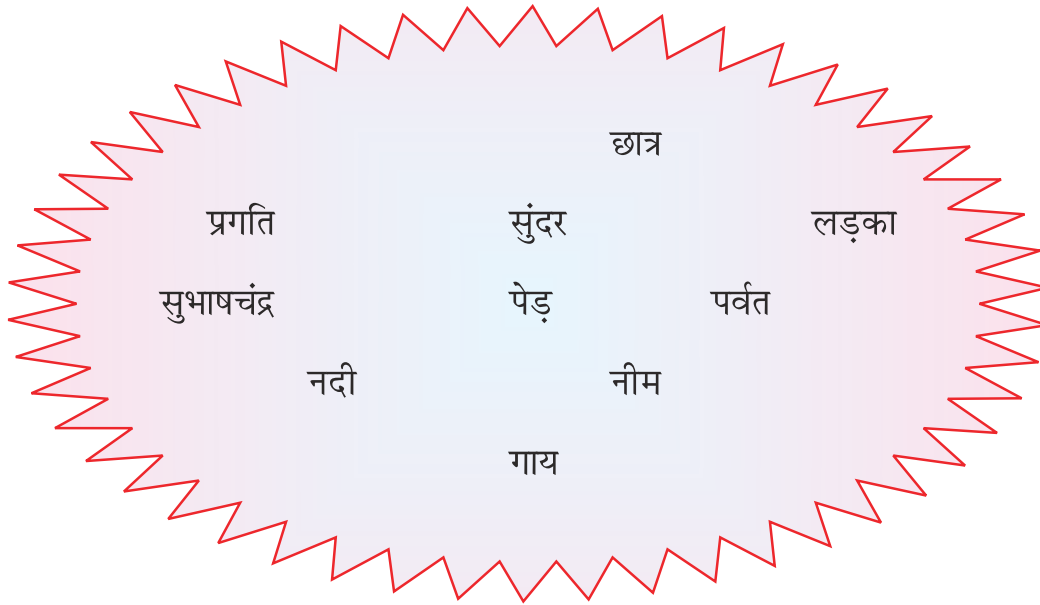 छात्र
प्रगति सुंदर लड़का
सुभाषचंद्र पेड़ पर्वत
नदी नीम
गाय